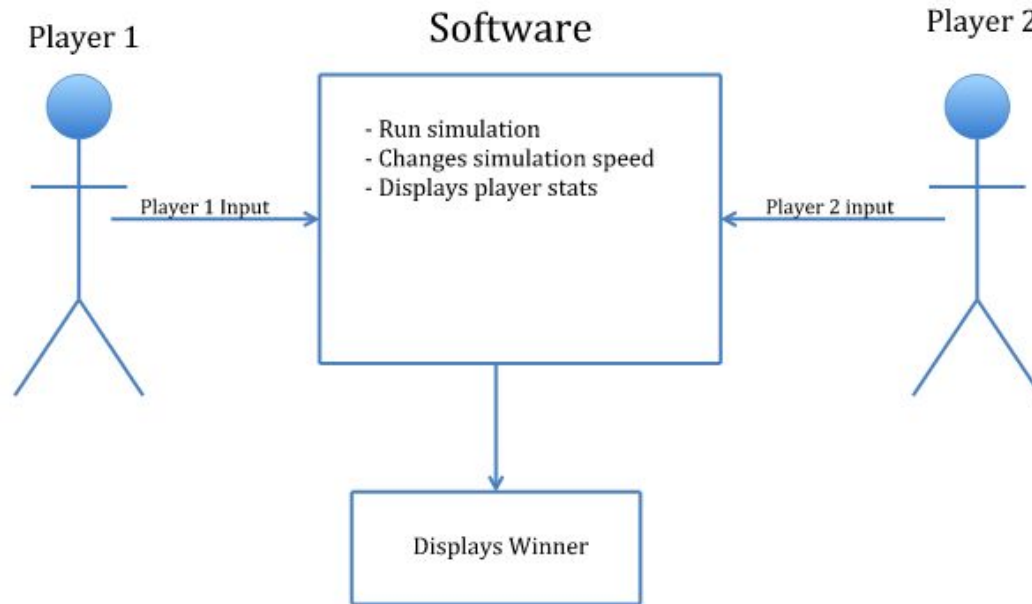 Player 1
Software
Player 2
- Run simulation
- Changes simulation speed
- Displays player stats
Player 1 Input
Player 2 input
Displays Winner